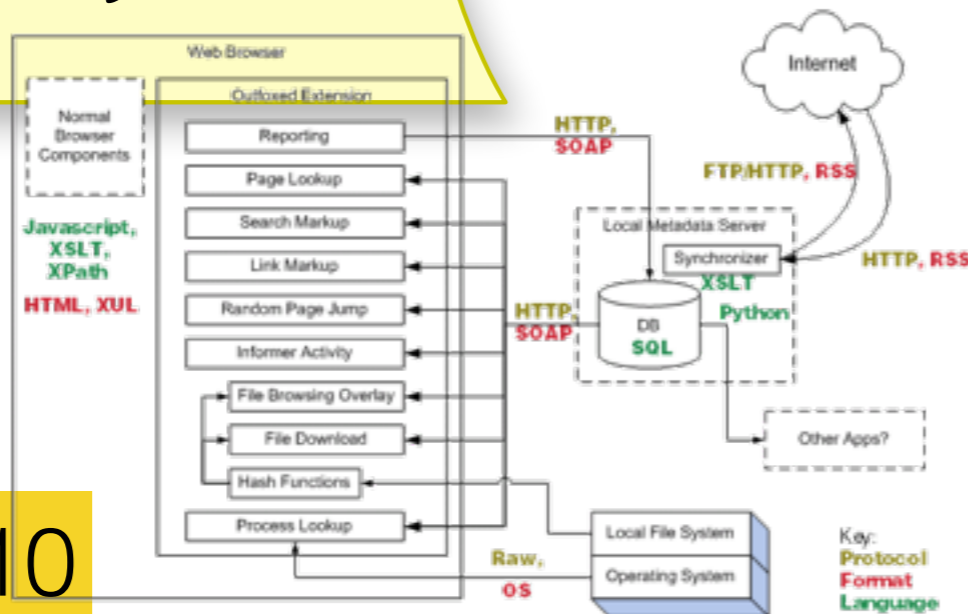 Web Browser
Outfoxed Extension
Normal
Browser
Components
Javascript,
XSLT,
XPath
HTML, XUL
Reporting
Page Lookup
Search Markup
Link Markup
Random Page Jump
Informer Activity
File Browsing Overlay
File Download
Hash Functions
Process Lookup
HTTP,
SOAP
HTTP,
SOAP
Internet
FTP/HTTP, RSS
HTTP, RSS
Local Metadata Server
Synchronizer
XSLT
Python
DB
SQL
Other Apps?
Local File System
Operating System
Raw,
OS
Key:
Protocol
Format
Language
10